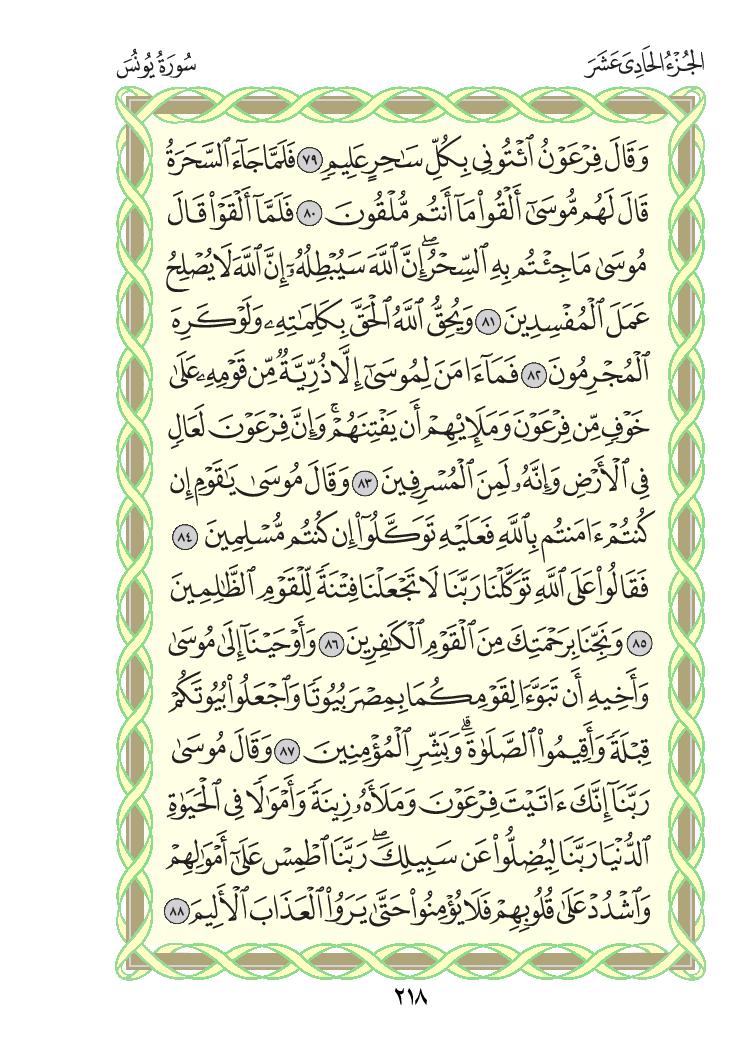 الجُزْءُ الحَادِيَ عَشَرَ
سُورَةُ يُونُسَ
وَقَالَ فِرْعَوْنُ ٱئْتُونِى بِكُلِّ سَٰحِرٍ عَلِيمٍ ٧٩ فَلَمَّا جَآءَ ٱلسَّحَرَةُ
قَالَ لَهُم مُّوسَىٰٓ أَلْقُوا۟ مَآ أَنتُم مُّلْقُونَ ٨٠ فَلَمَّآ أَلْقَوْا۟ قَالَ
مُوسَىٰ مَا جِئْتُم بِهِ ٱلسِّحْرُ ۖ إِنَّ ٱللَّهَ سَيُبْطِلُهُۥٓ إِنَّ ٱللَّهَ لَا يُصْلِحُ
عَمَلَ ٱلْمُفْسِدِينَ ٨١ وَيُحِقُّ ٱللَّهُ ٱلْحَقَّ بِكَلِمَٰتِهِۦ وَلَوْ كَرِهَ
ٱلْمُجْرِمُونَ ٨٢ فَمَآ ءَامَنَ لِمُوسَىٰٓ إِلَّا ذُرِّيَّةٌ مِّن قَوْمِهِۦ عَلَىٰ
خَوْفٍ مِّن فِرْعَوْنَ وَمَلَإِي۟هِمْ أَن يَفْتِنَهُمْ ۚ وَإِنَّ فِرْعَوْنَ لَعَالٍ
فِى ٱلْأَرْضِ وَإِنَّهُۥ لَمِنَ ٱلْمُسْرِفِينَ ٨٣ وَقَالَ مُوسَىٰ يَٰقَوْمِ إِن
كُنتُمْ ءَامَنتُم بِٱللَّهِ فَعَلَيْهِ تَوَكَّلُوٓا۟ إِن كُنتُم مُّسْلِمِينَ ٨٤
فَقَالُوا۟ عَلَى ٱللَّهِ تَوَكَّلْنَا رَبَّنَا لَا تَجْعَلْنَا فِتْنَةً لِّلْقَوْمِ ٱلظَّٰلِمِينَ
٨٥ وَنَجِّنَا بِرَحْمَتِكَ مِنَ ٱلْقَوْمِ ٱلْكَٰفِرِينَ ٨٦ وَأَوْحَيْنَآ إِلَىٰ مُوسَىٰ
وَأَخِيهِ أَن تَبَوَّءَا لِقَوْمِكُمَا بِمِصْرَ بُيُوتًا وَٱجْعَلُوا۟ بُيُوتَكُمْ
قِبْلَةً وَأَقِيمُوا۟ ٱلصَّلَوٰةَ ۗ وَبَشِّرِ ٱلْمُؤْمِنِينَ ٨٧ وَقَالَ مُوسَىٰ
رَبَّنَآ إِنَّكَ ءَاتَيْتَ فِرْعَوْنَ وَمَلَأَهُۥ زِينَةً وَأَمْوَٰلًا فِى ٱلْحَيَوٰةِ
ٱلدُّنْيَا رَبَّنَا لِيُضِلُّوا۟ عَن سَبِيلِكَ ۖ رَبَّنَا ٱطْمِسْ عَلَىٰٓ أَمْوَٰلِهِمْ
وَٱشْدُدْ عَلَىٰ قُلُوبِهِمْ فَلَا يُؤْمِنُوا۟ حَتَّىٰ يَرَوُا۟ ٱلْعَذَابَ ٱلْأَلِيمَ ٨٨
٢١٨